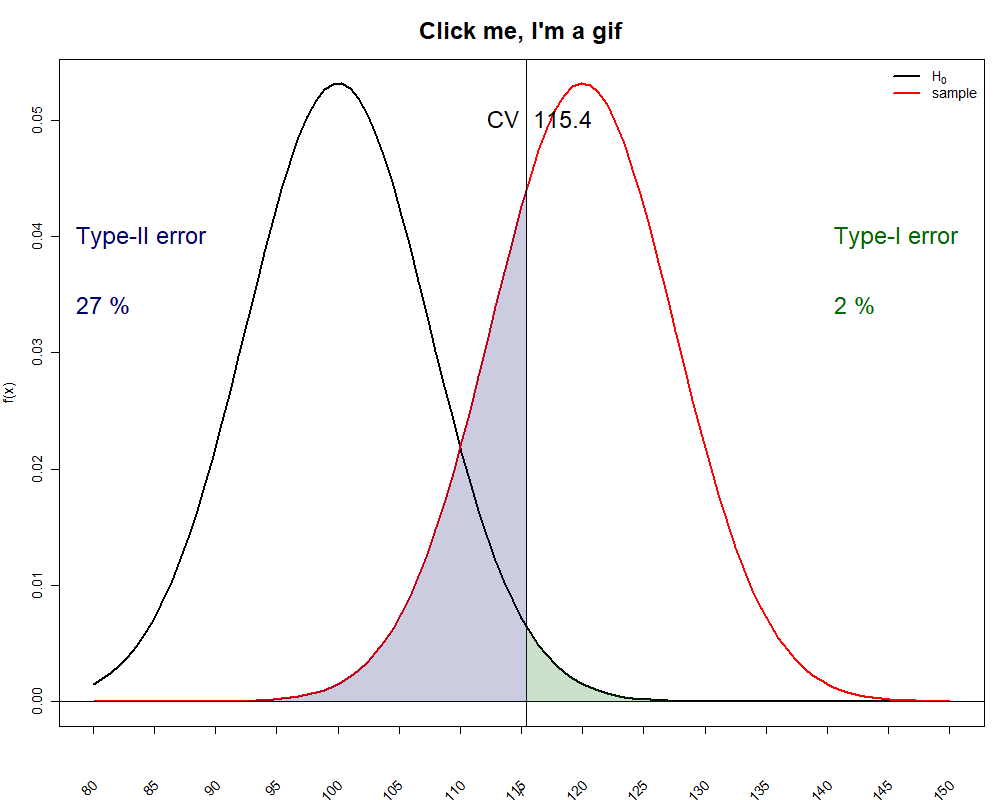 Click me, I'm a gif
H0
sample
CV 115.4
Type-II error
27 %
Type-I error
2 %
f(x)
0.05
0.04
0.03
0.02
0.01
0.00
80 85 90 95 100 105 110 115 120 125 130 135 140 145 150